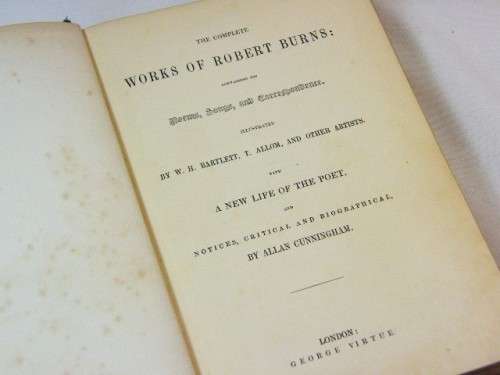 THE COMPLETE
WORKS OF ROBERT BURNS:
CONTAINING HIS
Poems, Songs, and Correspondence.
ILLUSTRATED
BY W. H. BARTLETT, T. ALLOM, AND OTHER ARTISTS.
WITH
A NEW LIFE OF THE POET,
AND
NOTICES, CRITICAL AND BIOGRAPHICAL,
BY ALLAN CUNNINGHAM.
LONDON:
GEORGE VIRTUE.